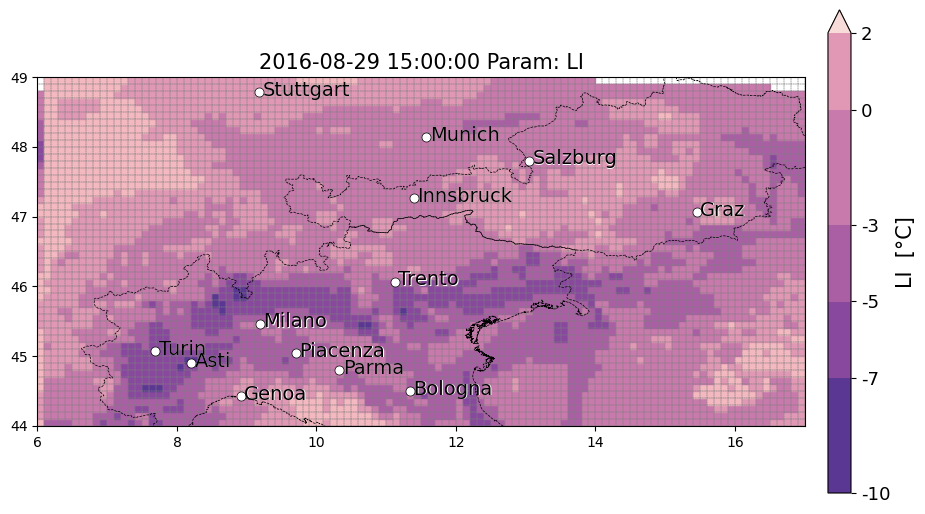 2016-08-29 15:00:00 Param: LI
49
48
47
46
45
44
6
8
10
12
14
16
Stuttgart
Munich
Salzburg
Innsbruck
Graz
Trento
Milano
Turin
Asti
Piacenza
Parma
Genoa
Bologna
2
0
-3
-5
-7
-10
LI [°C]